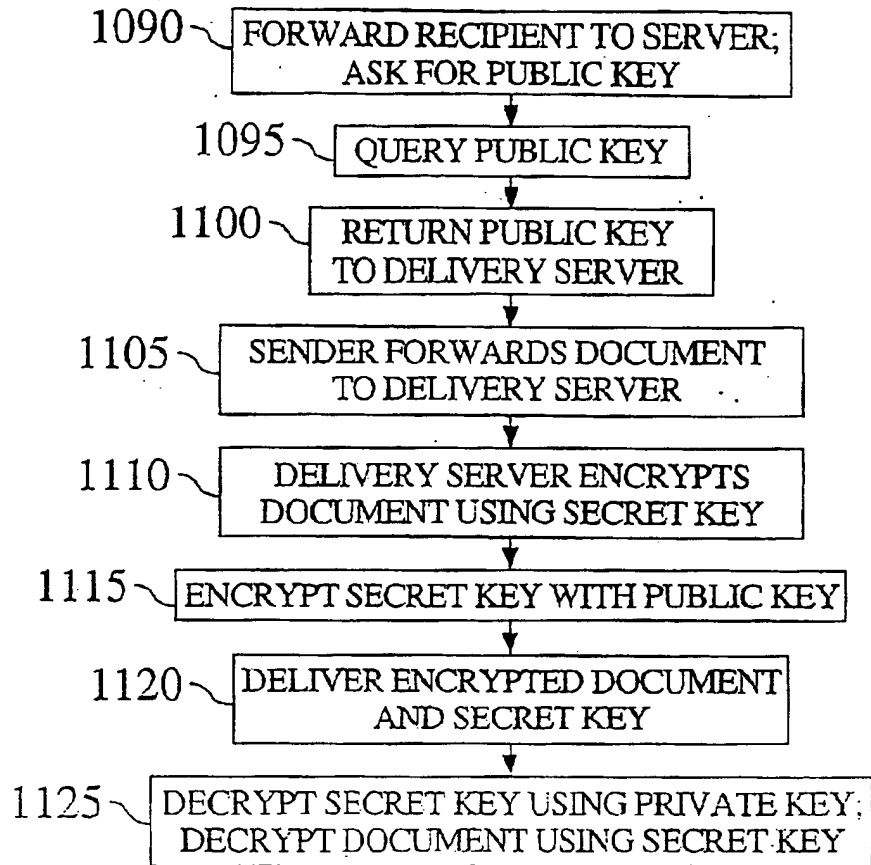 1090
FORWARD RECIPIENT TO SERVER;
ASK FOR PUBLIC KEY
1095
QUERY PUBLIC KEY
1100
RETURN PUBLIC KEY
TO DELIVERY SERVER
1105
SENDER FORWARDS DOCUMENT
TO DELIVERY SERVER
1110
DELIVERY SERVER ENCRYPTS
DOCUMENT USING SECRET KEY
1115
ENCRYPT SECRET KEY WITH PUBLIC KEY
1120
DELIVER ENCRYPTED DOCUMENT
AND SECRET KEY
1125
DECRYPT SECRET KEY USING PRIVATE KEY;
DECRYPT DOCUMENT USING SECRET KEY